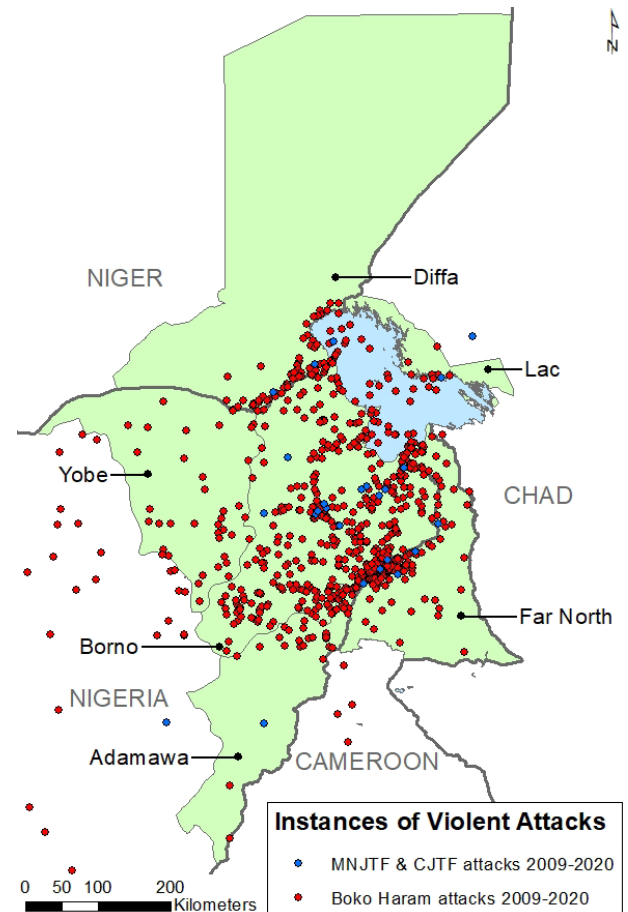 N
NIGER
Diffa
Lac
Yobe
CHAD
Far North
Borno
NIGERIA
Adamawa
CAMEROON
Instances of Violent Attacks
MNJTF & CJTF attacks 2009-2020
Boko Haram attacks 2009-2020
0 50 100 200
Kilometers